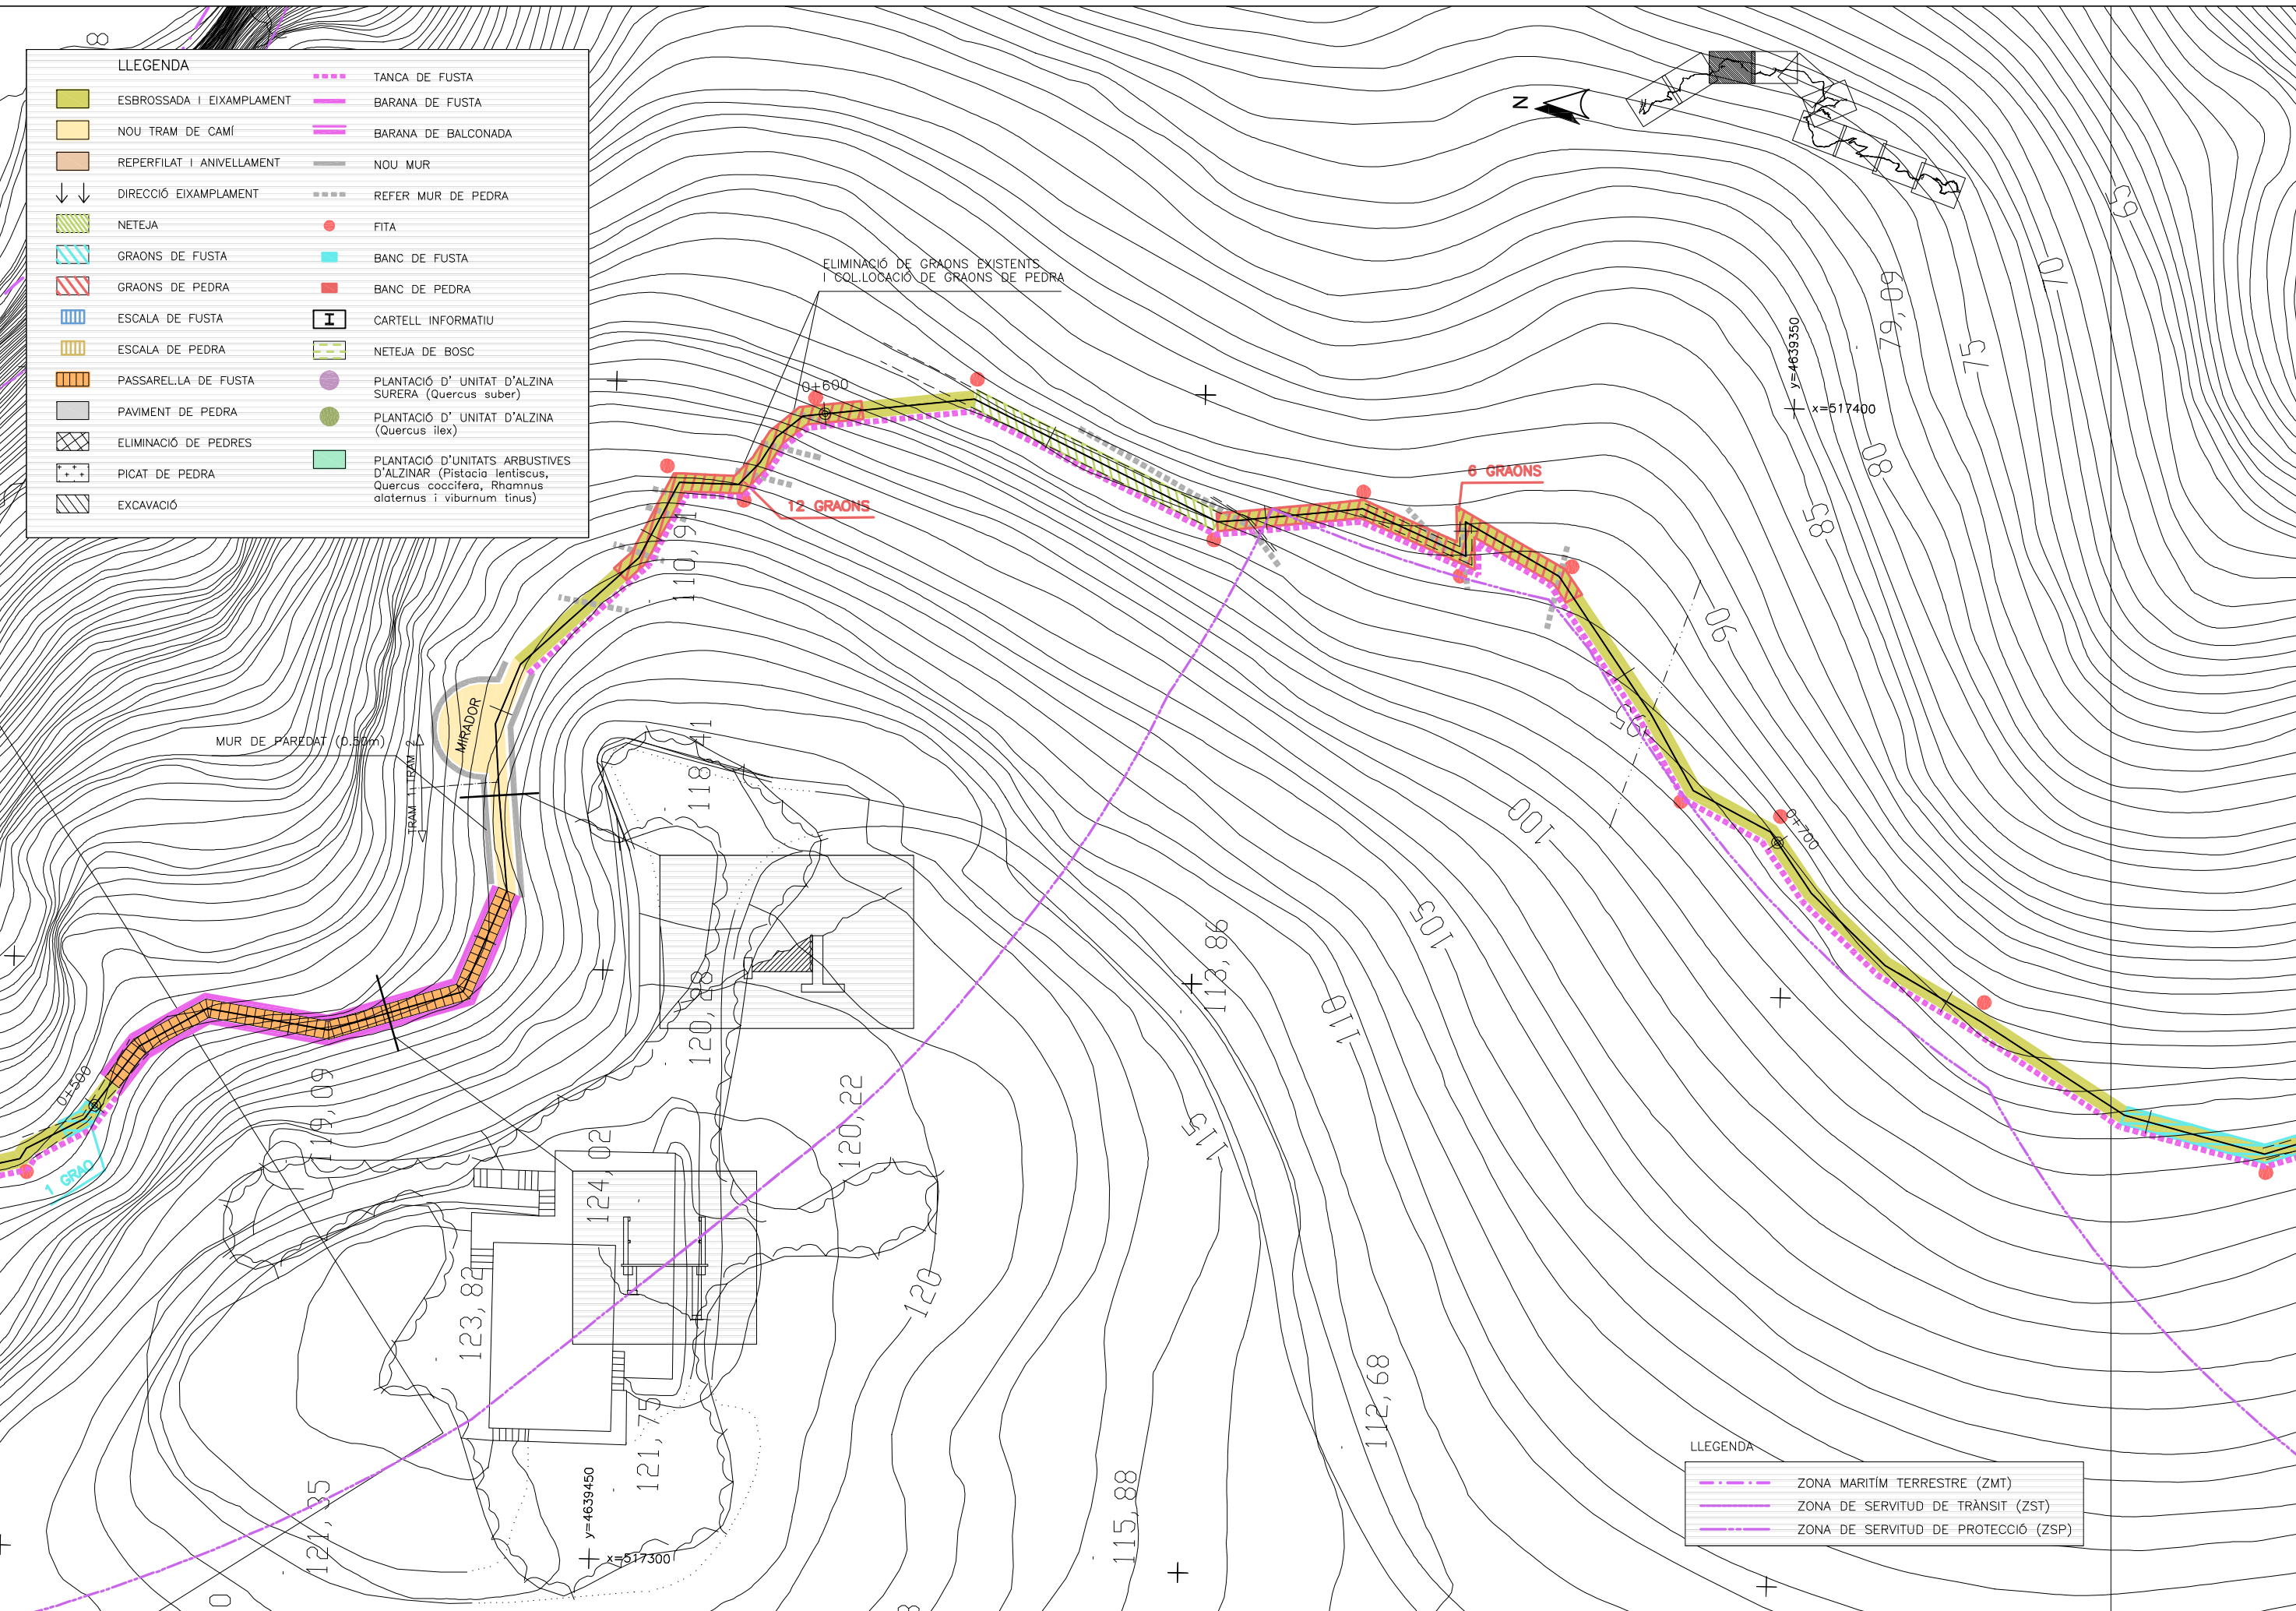 LLEGENDA
ESBROSSADA I EIXAMPLAMENT
NOU TRAM DE CAMÍ
REPERFILAT I ANIVELLAMENT
DIRECCIÓ EIXAMPLAMENT
NETEJA
GRAONS DE FUSTA
GRAONS DE PEDRA
ESCALA DE FUSTA
ESCALA DE PEDRA
PASSAREL.LA DE FUSTA
PAVIMENT DE PEDRA
ELIMINACIÓ DE PEDRES
PICAT DE PEDRA
EXCAVACIÓ
TANCA DE FUSTA
BARANA DE FUSTA
BARANA DE BALCONADA
NOU MUR
REFER MUR DE PEDRA
FITA
BANC DE FUSTA
BANC DE PEDRA
I
CARTELL INFORMATIU
NETEJA DE BOSC
PLANTACIÓ D' UNITAT D'ALZINA
SURERA (Quercus suber)
PLANTACIÓ D' UNITAT D'ALZINA
(Quercus ilex)
PLANTACIÓ D'UNITATS ARBUSTIVES
D'ALZINAR (Pistacia lentiscus,
Quercus coccifera, Rhamnus
alaternus i viburnum tinus)
8
N
ELIMINACIÓ DE GRAONS EXISTENTS
I COL.LOCACIÓ DE GRAONS DE PEDRA
0+600
12 GRAONS
6 GRAONS
110,91
y=4639350
x=517400
79,09
65
70
75
80
85
90
95
100
105
110
115
120
MIRADOR
MUR DE PAREDAT (0.50m)
TRAM 1
TRAM 2
118,41
0+700
113,86
120,28
0+500
1 GRAO
119,09
124,02
120,22
123,82
121,75
112,68
115,88
121,35
y=4639450
x=517300
LLEGENDA
ZONA MARITÍM TERRESTRE (ZMT)
ZONA DE SERVITUD DE TRÀNSIT (ZST)
ZONA DE SERVITUD DE PROTECCIÓ (ZSP)